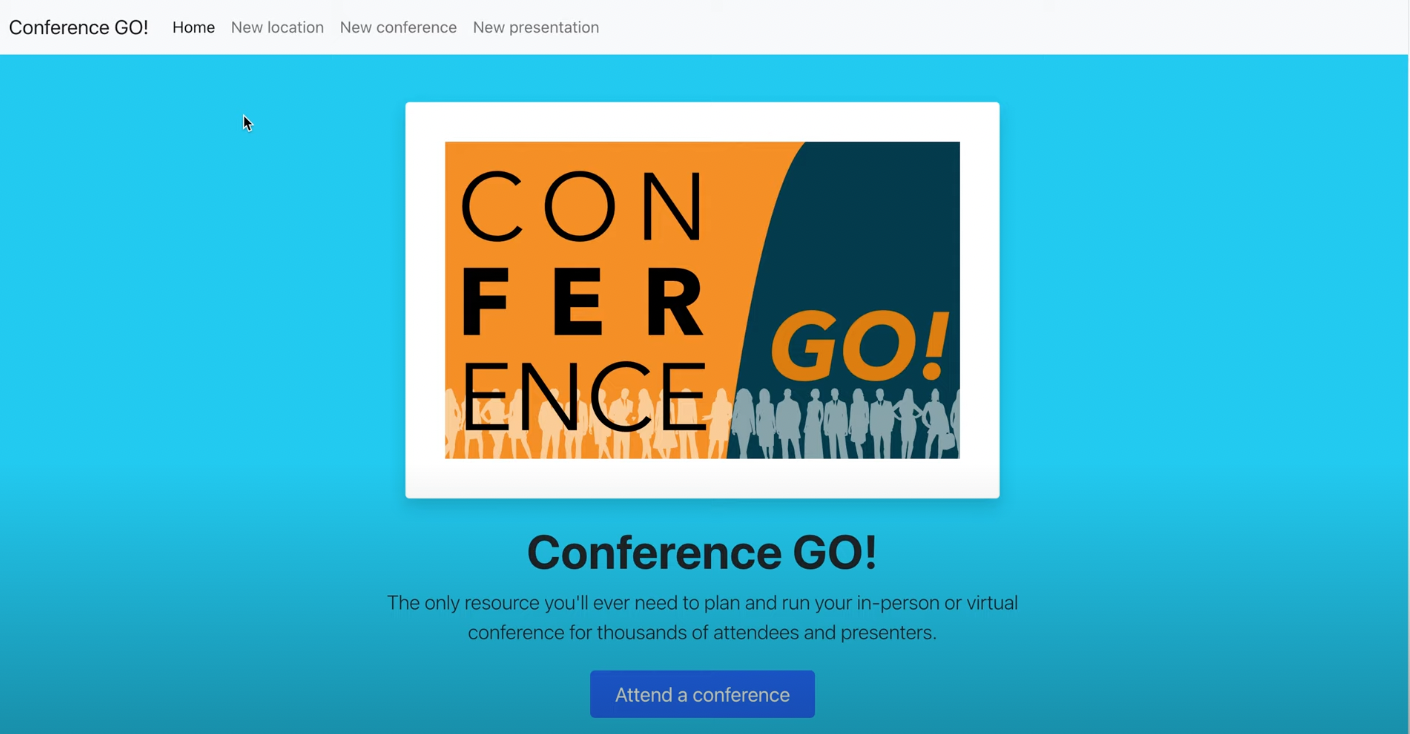 Conference GO! Home New location New conference New presentation
CON
FER
ENCE
GO!
Conference GO!
The only resource you'll ever need to plan and run your in-person or virtual
conference for thousands of attendees and presenters.
Attend a conference